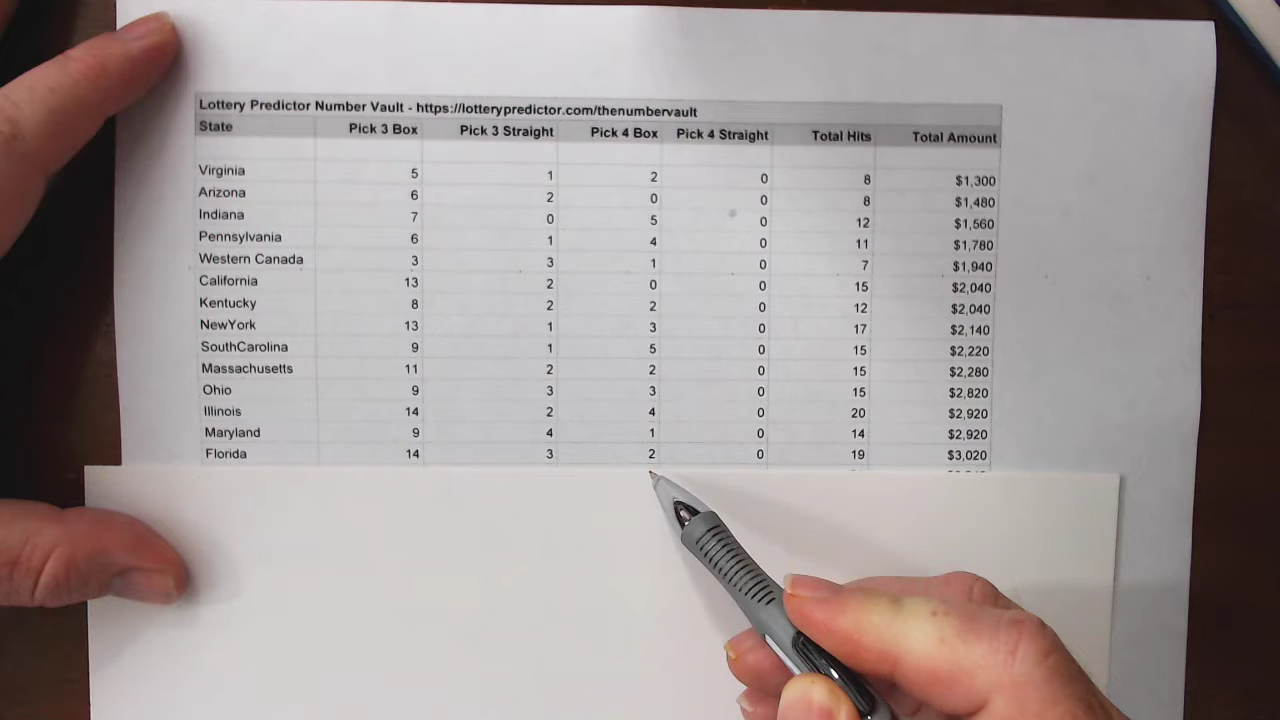 Lottery Predictor Number Vault - https://lotterypredictor.com/thenumbervault
State Pick 3 Box Pick 3 Straight Pick 4 Box Pick 4 Straight Total Hits Total Amount
Virginia 5 1 2 0 8 $1,300
Arizona 6 2 0 0 8 $1,480
Indiana 7 0 5 0 12 $1,560
Pennsylvania 6 1 4 0 11 $1,780
Western Canada 3 3 1 0 7 $1,940
California 13 2 0 0 15 $2,040
Kentucky 8 2 2 0 12 $2,040
NewYork 13 1 3 0 17 $2,140
SouthCarolina 9 1 5 0 15 $2,220
Massachusetts 11 2 2 0 15 $2,280
Ohio 9 3 3 0 15 $2,820
Illinois 14 2 4 0 20 $2,920
Maryland 9 4 1 0 14 $2,920
Florida 14 3 2 0 19 $3,020